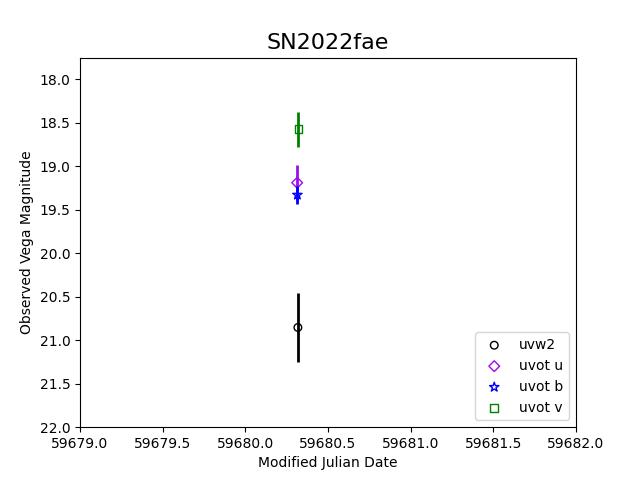 SN2022fae
18.0
18.5
19.0
19.5
20.0
20.5
21.0
21.5
22.0
Observed Vega Magnitude
uvw2
uvot u
uvot b
uvot v
59679.0 59679.5 59680.0 59680.5 59681.0 59681.5 59682.0
Modified Julian Date